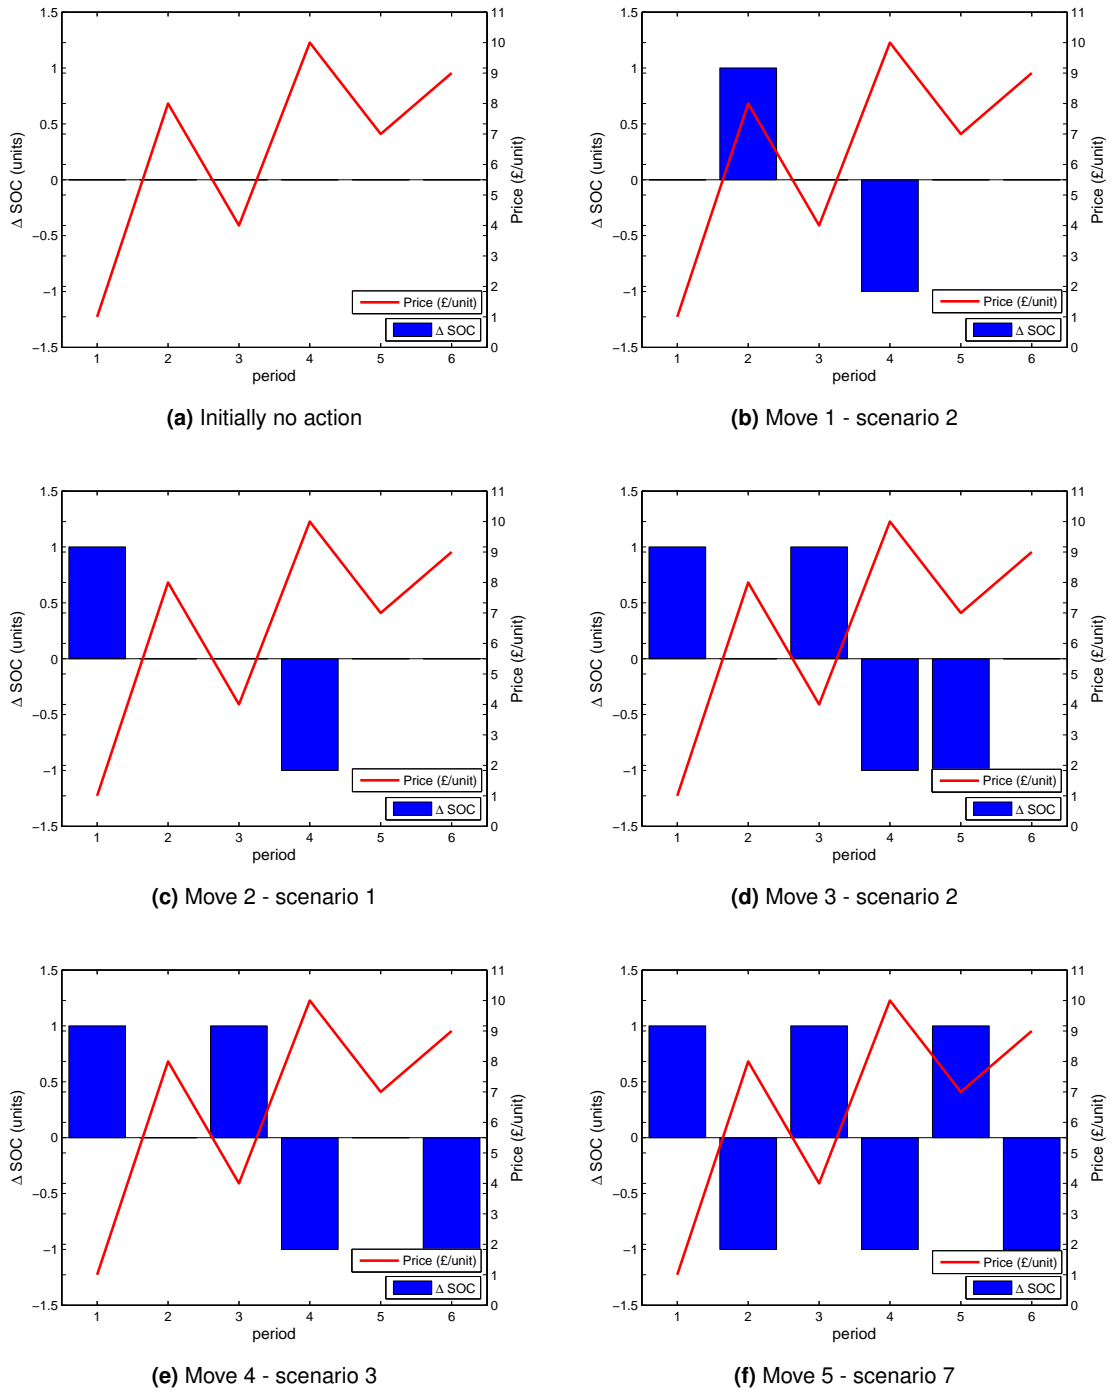 1.5
1
0.5
0
−0.5
−1
−1.5
Δ SOC (units)
11
10
9
8
7
6
5
4
3
2
1
0
Price (£/unit)
Price (£/unit)
Δ SOC
1 2 3 4 5 6
period
(a) Initially no action
1.5
1
0.5
0
−0.5
−1
−1.5
Δ SOC (units)
11
10
9
8
7
6
5
4
3
2
1
0
Price (£/unit)
Price (£/unit)
Δ SOC
1 2 3 4 5 6
period
(b) Move 1 - scenario 2
1.5
1
0.5
0
−0.5
−1
−1.5
Δ SOC (units)
11
10
9
8
7
6
5
4
3
2
1
0
Price (£/unit)
Price (£/unit)
Δ SOC
1 2 3 4 5 6
period
(c) Move 2 - scenario 1
1.5
1
0.5
0
−0.5
−1
−1.5
Δ SOC (units)
11
10
9
8
7
6
5
4
3
2
1
0
Price (£/unit)
Price (£/unit)
Δ SOC
1 2 3 4 5 6
period
(d) Move 3 - scenario 2
1.5
1
0.5
0
−0.5
−1
−1.5
Δ SOC (units)
11
10
9
8
7
6
5
4
3
2
1
0
Price (£/unit)
Price (£/unit)
Δ SOC
1 2 3 4 5 6
period
(e) Move 4 - scenario 3
1.5
1
0.5
0
−0.5
−1
−1.5
Δ SOC (units)
11
10
9
8
7
6
5
4
3
2
1
0
Price (£/unit)
Price (£/unit)
Δ SOC
1 2 3 4 5 6
period
(f) Move 5 - scenario 7